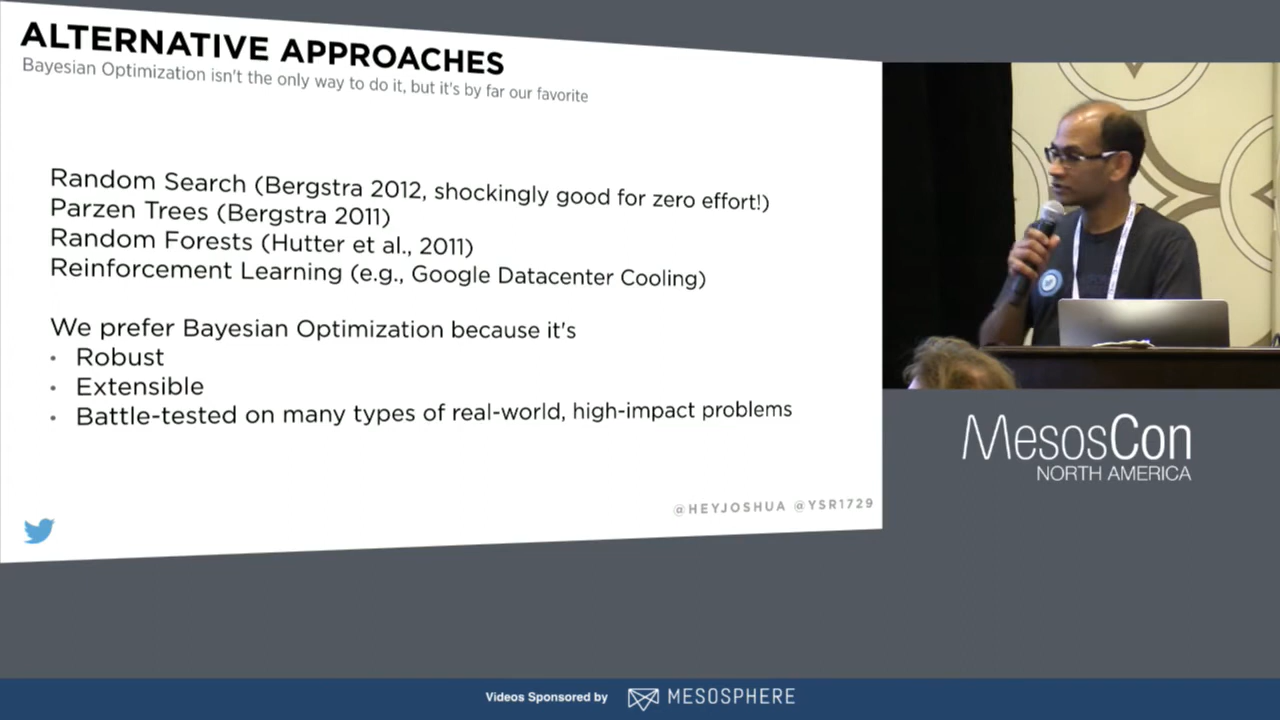 ALTERNATIVE APPROACHES
Bayesian Optimization isn't the only way to do it, but it's by far our favorite
Random Search (Bergstra 2012, shockingly good for zero effort!)
Parzen Trees (Bergstra 2011)
Random Forests (Hutter et al., 2011)
Reinforcement Learning (e.g., Google Datacenter Cooling)
We prefer Bayesian Optimization because it's
• Robust
• Extensible
• Battle-tested on many types of real-world, high-impact problems
@HEYJOSHUA @YSR1729
MesosCon
NORTH AMERICA
Videos Sponsored by MESOSPHERE